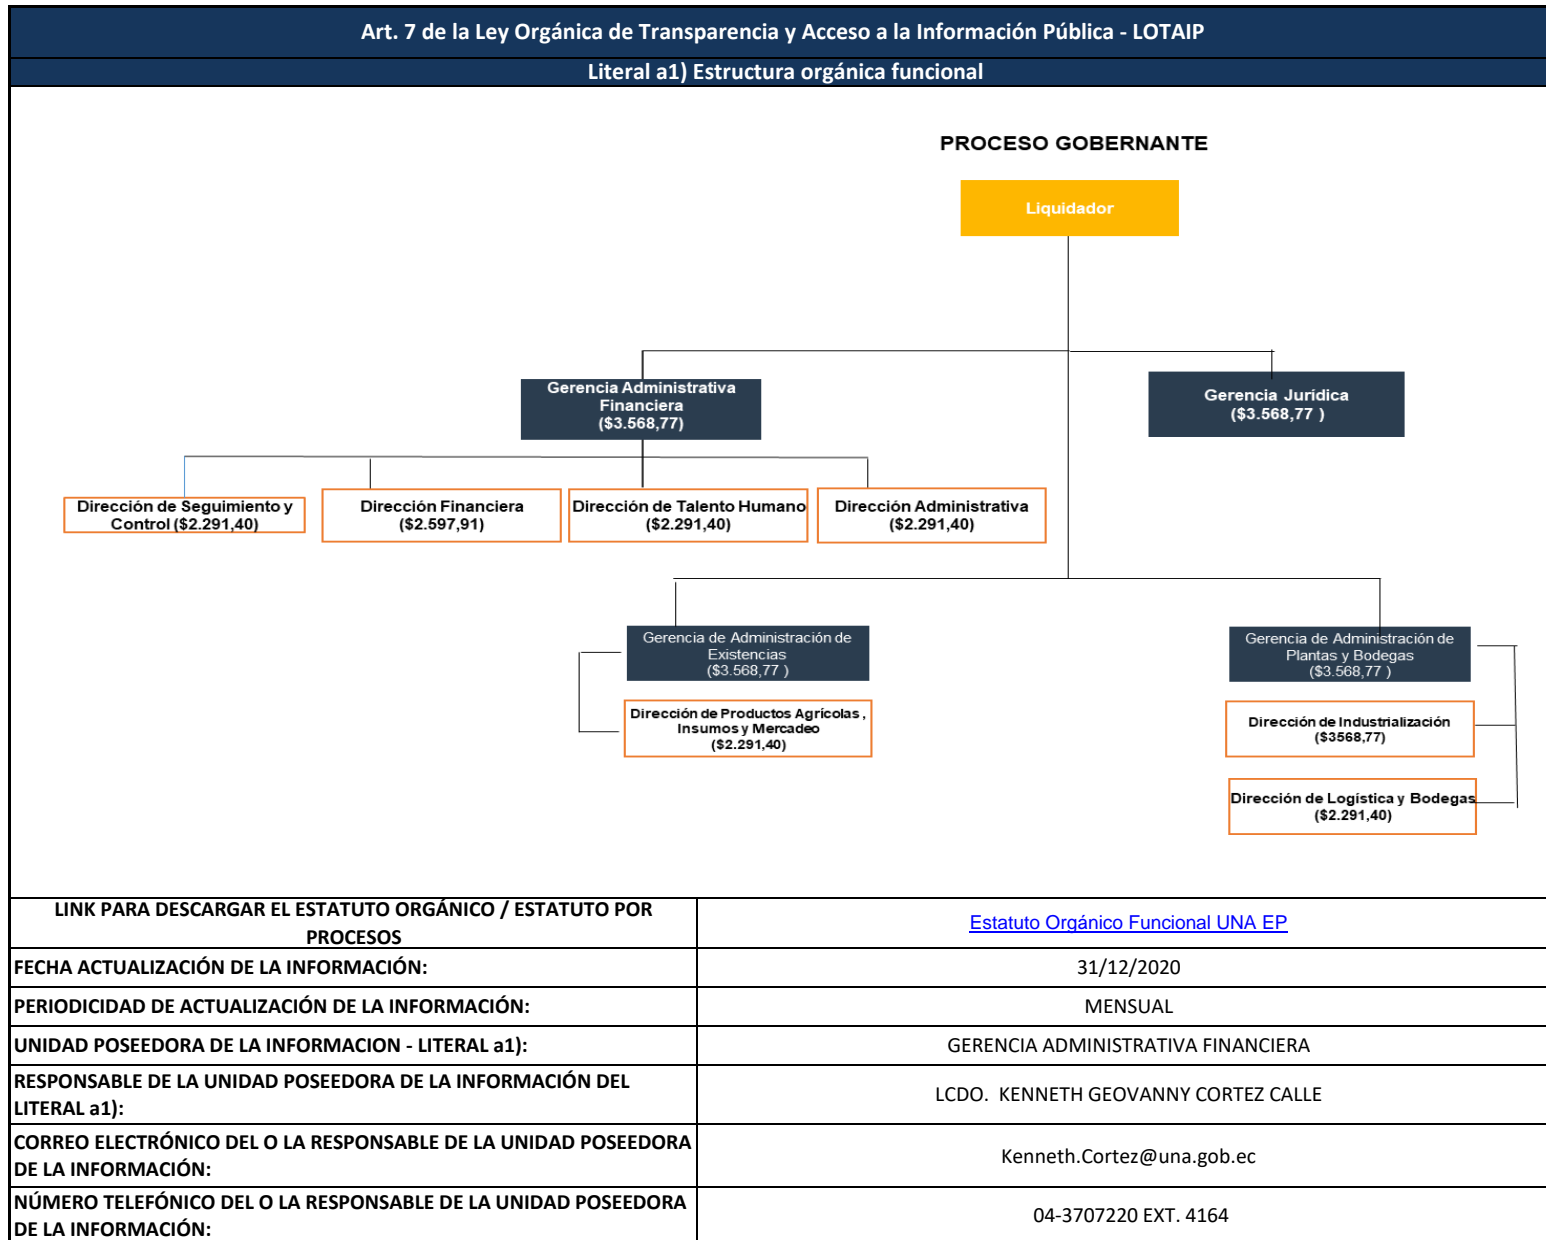 Art. 7 de la Ley Orgánica de Transparencia y Acceso a la Información Pública - LOTAIP
Literal a1) Estructura orgánica funcional
PROCESO GOBERNANTE
Liquidador
Gerencia Administrativa
Financiera
($3.568,77)
Gerencia Jurídica
($3.568,77 )
Dirección de Seguimiento y
Control ($2.291,40)
Dirección Financiera
($2.597,91)
Dirección de Talento Humano
($2.291,40)
Dirección Administrativa
($2.291,40)
Gerencia de Administración de
Existencias
($3.568,77 )
Gerencia de Administración de
Plantas y Bodegas
($3.568,77 )
Dirección de Productos Agrícolas ,
Insumos y Mercadeo
($2.291,40)
Dirección de Industrialización
($3568,77)
Dirección de Logística y Bodegas
($2.291,40)
LINK PARA DESCARGAR EL ESTATUTO ORGÁNICO / ESTATUTO POR
PROCESOS
Estatuto Orgánico Funcional UNA EP
FECHA ACTUALIZACIÓN DE LA INFORMACIÓN:
31/12/2020
PERIODICIDAD DE ACTUALIZACIÓN DE LA INFORMACIÓN:
MENSUAL
UNIDAD POSEEDORA DE LA INFORMACION - LITERAL a1):
GERENCIA ADMINISTRATIVA FINANCIERA
RESPONSABLE DE LA UNIDAD POSEEDORA DE LA INFORMACIÓN DEL
LITERAL a1):
LCDO.  KENNETH GEOVANNY CORTEZ CALLE
CORREO ELECTRÓNICO DEL O LA RESPONSABLE DE LA UNIDAD POSEEDORA
DE LA INFORMACIÓN:
Kenneth.Cortez@una.gob.ec
NÚMERO TELEFÓNICO DEL O LA RESPONSABLE DE LA UNIDAD POSEEDORA
DE LA INFORMACIÓN:
04-3707220 EXT. 4164